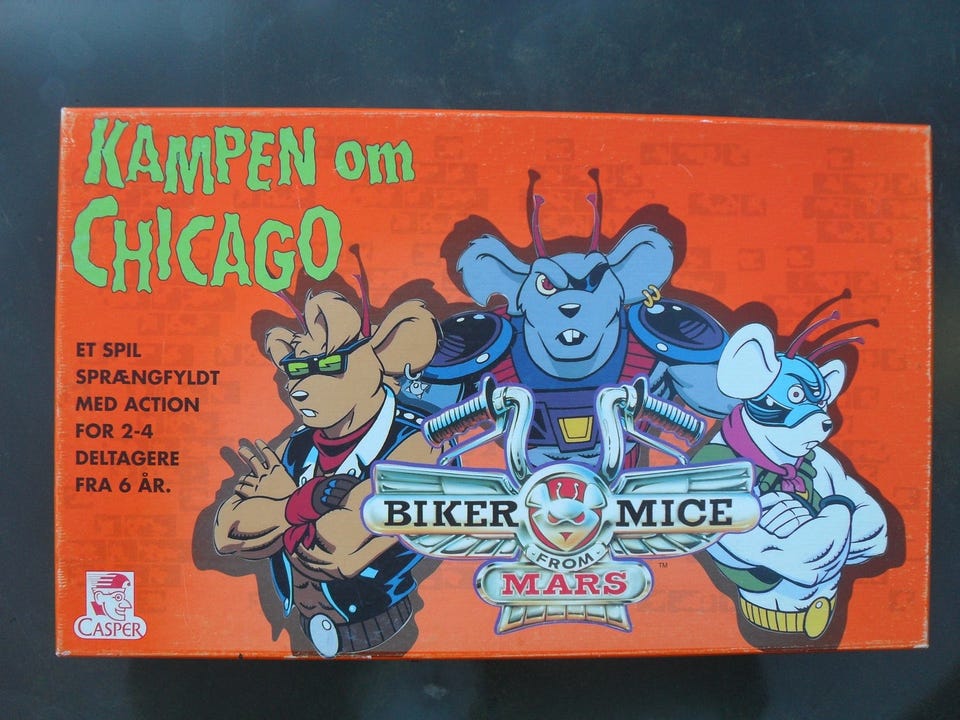 KAMPEN om
CHICAGO
ET SPIL
SPRÆNGFYLDT
MED ACTION
FOR 2-4
DELTAGERE
FRA 6 ÅR.
BIKER MICE
·FROM·
MARS ™
CASPER